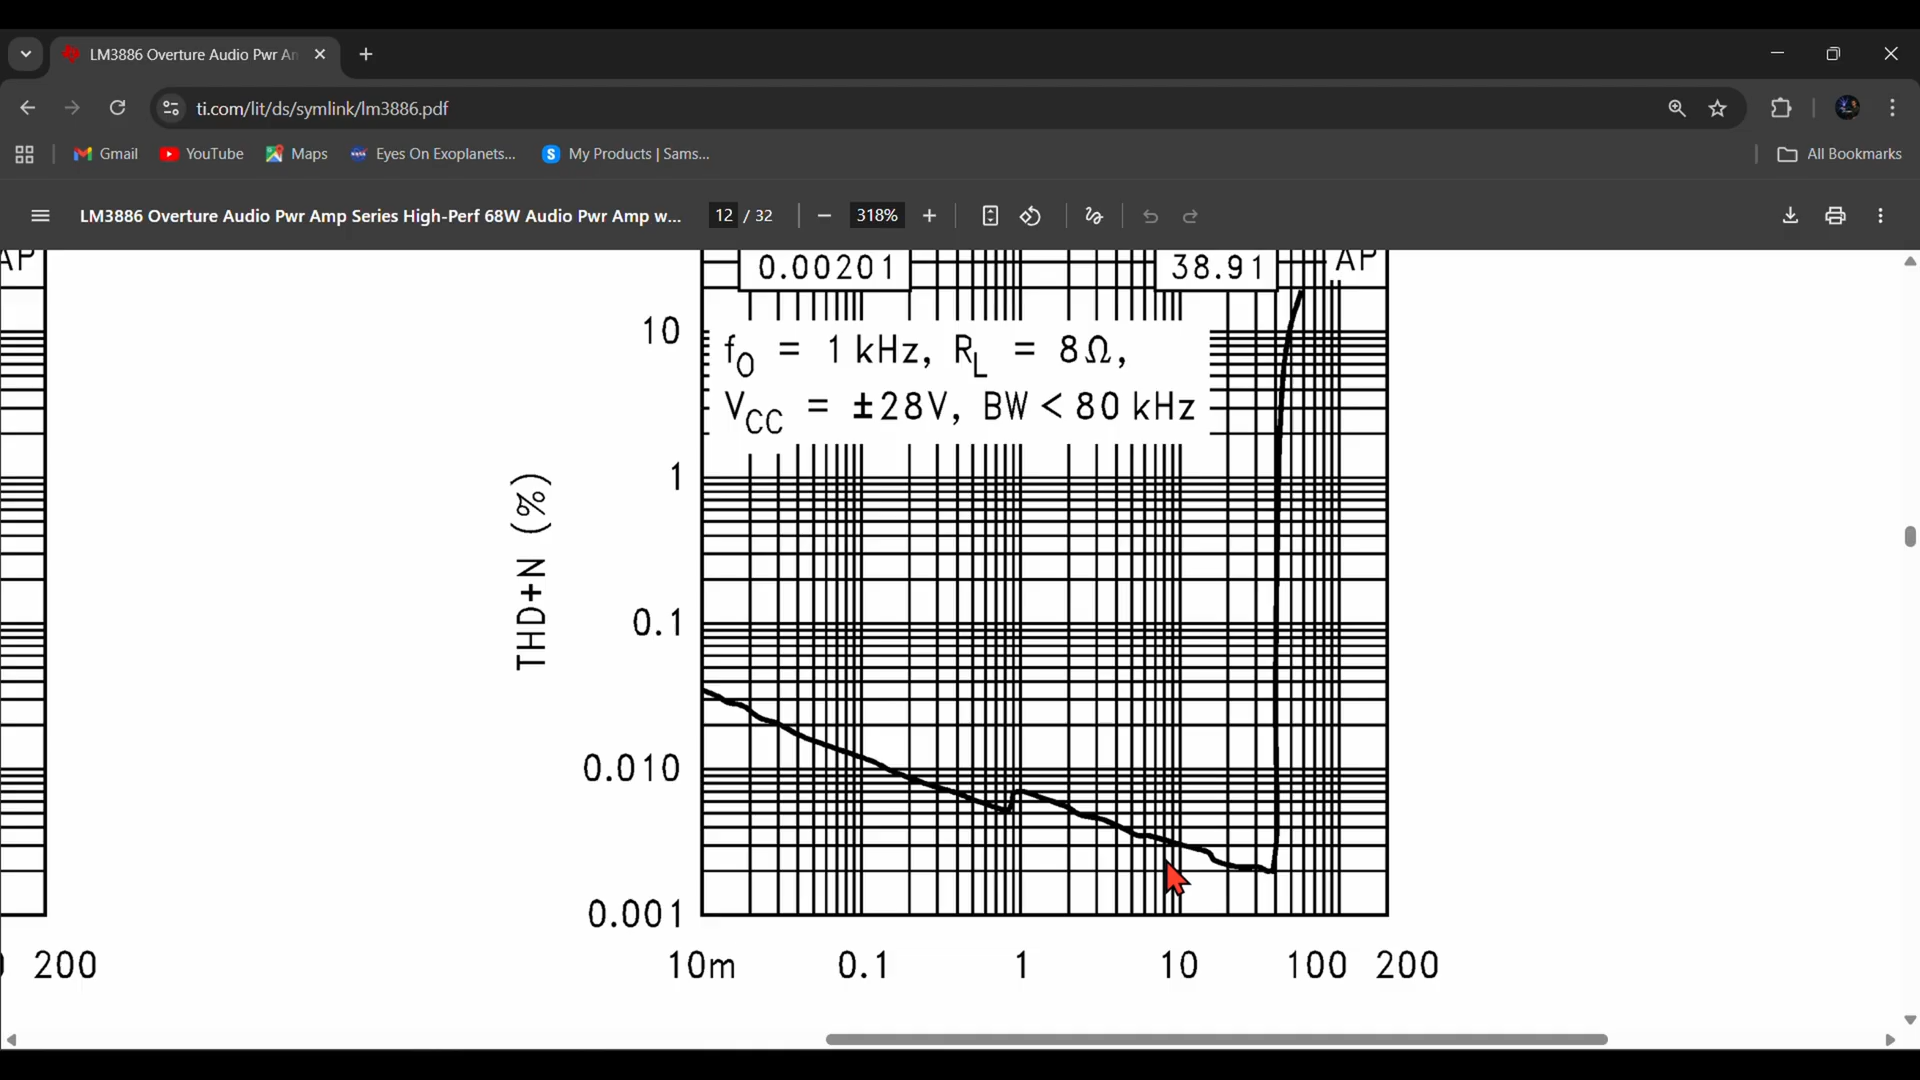 LM3886 Overture Audio Pwr Am
ti.com/lit/ds/symlink/lm3886.pdf
Gmail
YouTube
Maps
Eyes On Exoplanets...
My Products | Sams...
All Bookmarks
LM3886 Overture Audio Pwr Amp Series High-Perf 68W Audio Pwr Amp w...
12 / 32
318%
AP
0.00201
38.91
AP
f₀ = 1 kHz, R_L = 8Ω,
V_CC = ±28V, BW < 80 kHz
10
1
0.1
0.010
0.001
THD+N (%)
200
10m
0.1
1
10
100
200